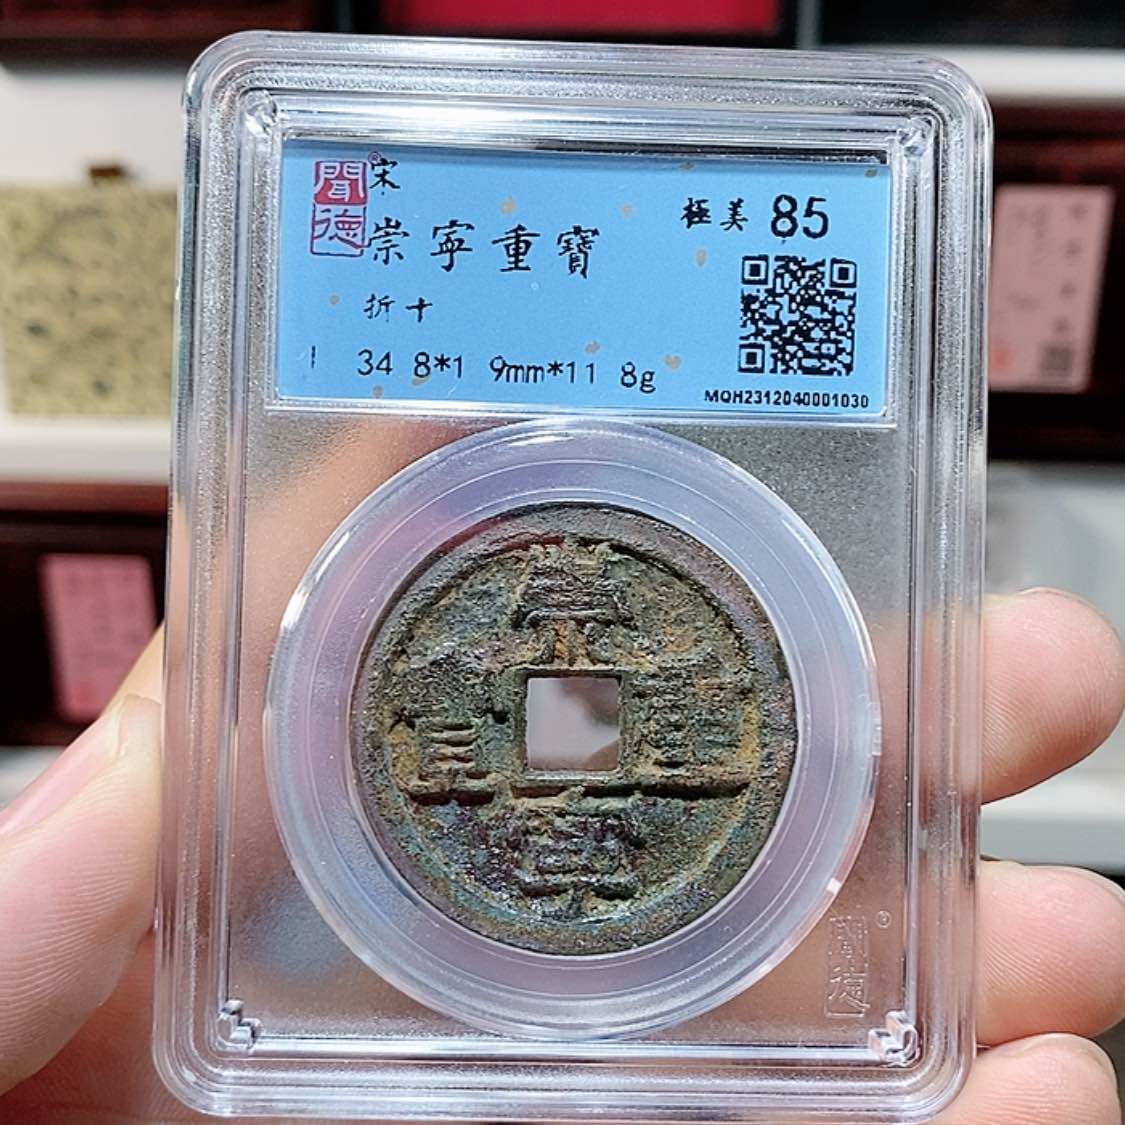 聞德®
宋
崇寧重寶
折十
34 8*1 9mm*11 8g
極美 85
MQH2312040001030
崇
寶 重
寧
聞德®